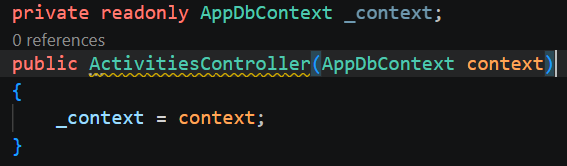 private readonly AppDbContext _context;
0 references
public ActivitiesController(AppDbContext context)
{
    _context = context;
}